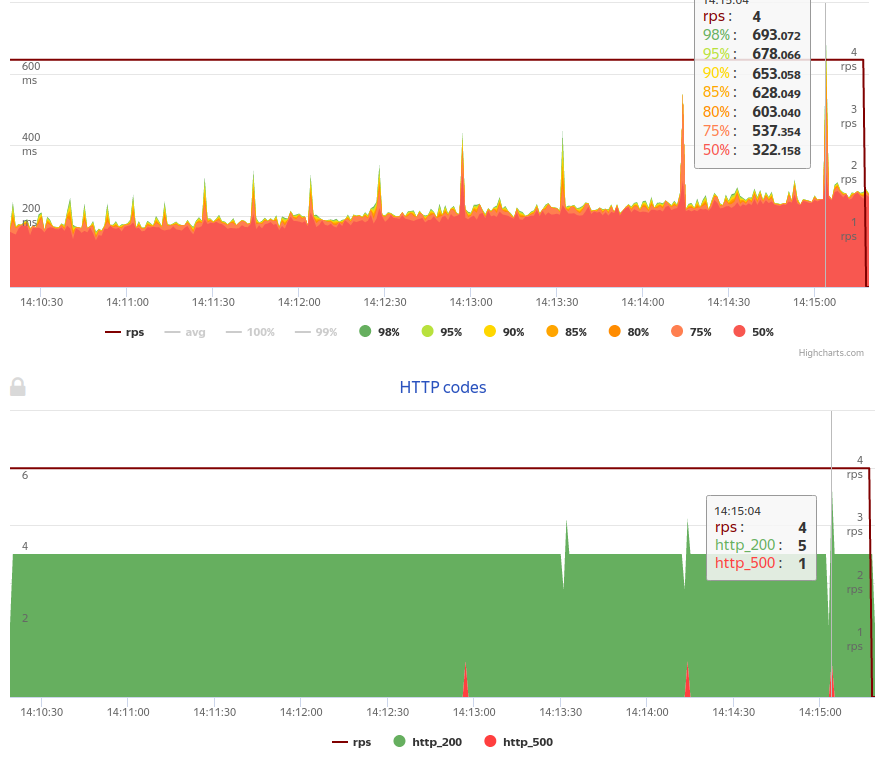 14:15:04
rps: 4
98%: 693.072
95%: 678.066
90%: 653.058
85%: 628.049
80%: 603.040
75%: 537.354
50%: 322.158
600
ms
400
ms
200
ms
4
rps
3
rps
2
rps
1
rps
14:10:30 14:11:00 14:11:30 14:12:00 14:12:30 14:13:00 14:13:30 14:14:00 14:14:30 14:15:00
rps avg 100% 99% 98% 95% 90% 85% 80% 75% 50%
Highcharts.com
HTTP codes
6
4
2
4
rps
3
rps
2
rps
1
rps
14:15:04
rps: 4
http_200: 5
http_500: 1
14:10:30 14:11:00 14:11:30 14:12:00 14:12:30 14:13:00 14:13:30 14:14:00 14:14:30 14:15:00
rps http_200 http_500